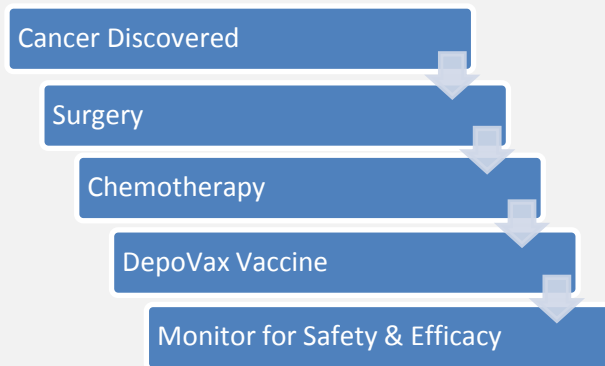 Cancer Discovered
Surgery
Chemotherapy
DepoVax Vaccine
Monitor for Safety & Efficacy